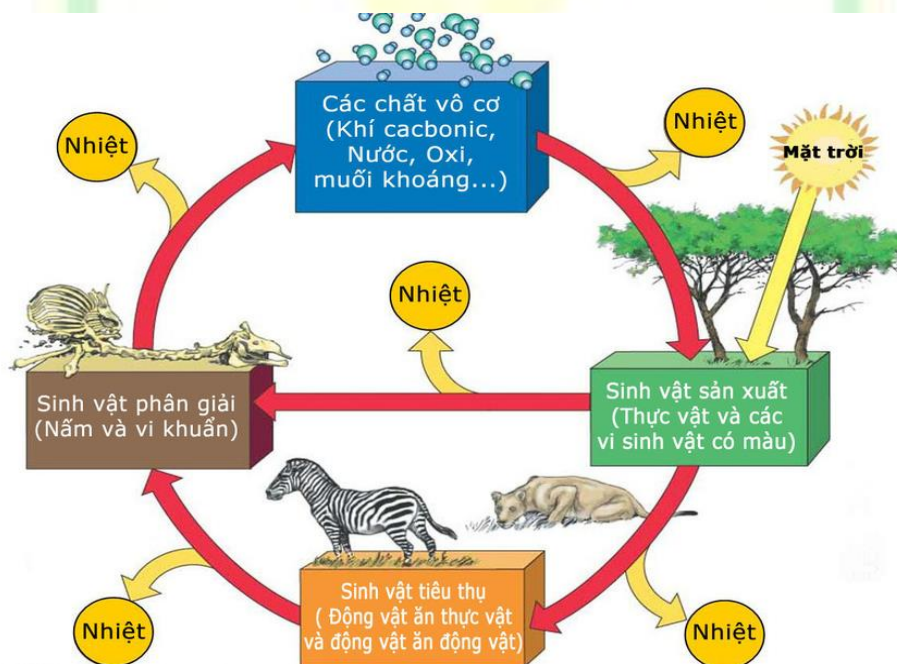 Các chất vô cơ
(Khí cacbonic,
Nước, Oxi,
muối khoáng...)
Nhiệt
Nhiệt
Mặt trời
Nhiệt
Sinh vật phân giải
(Nấm và vi khuẩn)
Sinh vật sản xuất
(Thực vật và các
vi sinh vật có màu)
Sinh vật tiêu thụ
( Động vật ăn thực vật
và động vật ăn động vật)
Nhiệt
Nhiệt